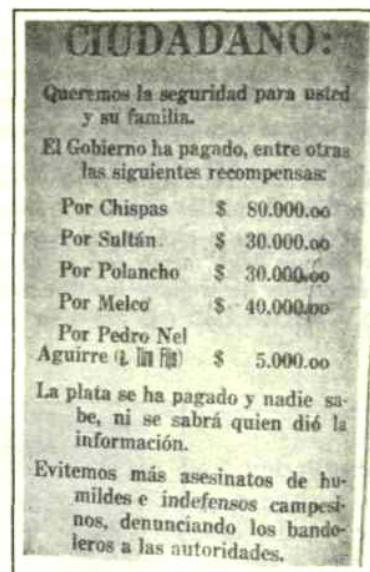 CIUDADANO:
Queremos la seguridad para usted
y su familia.
El Gobierno ha pagado, entre otras
las siguientes recompensas:
Por Chispas $ 80.000.oo
Por Sultán $ 30.000.oo
Por Polancho $ 30.000.oo
Por Melco $ 40.000.oo
Por Pedro Nel
Aguirre $ 5.000.oo
La plata se ha pagado y nadie sa-
be, ni se sabrá quien dió la
información.
Evitemos más asesinatos de hu-
mildes e indefensos campesi-
nos, denunciando los bando-
leros a las autoridades.